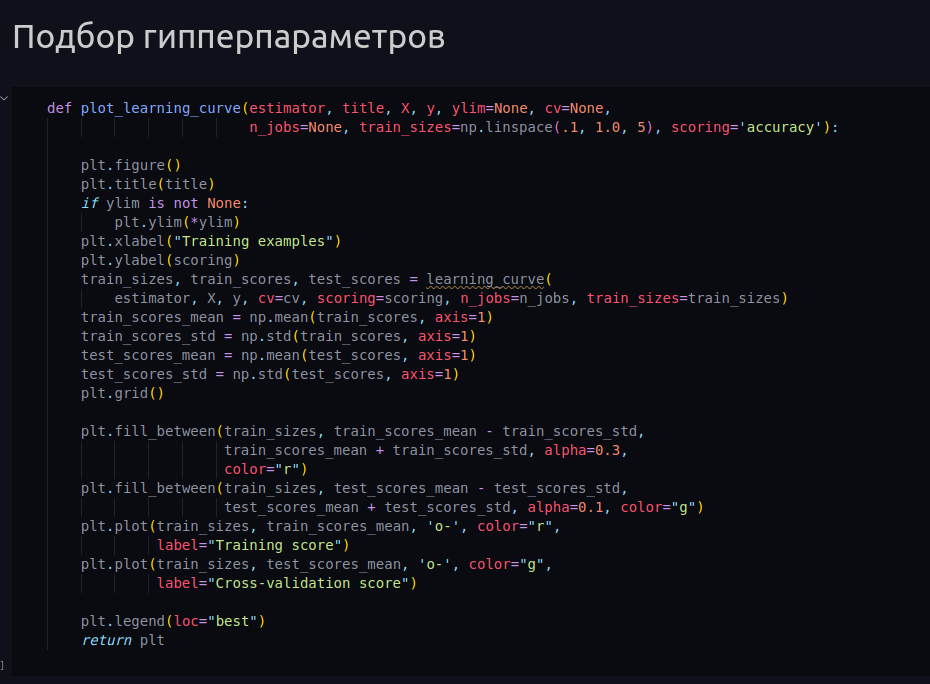 Подбор гипперпараметров
def plot_learning_curve(estimator, title, X, y, ylim=None, cv=None,
n_jobs=None, train_sizes=np.linspace(.1, 1.0, 5), scoring='accuracy'):
plt.figure()
plt.title(title)
if ylim is not None:
plt.ylim(*ylim)
plt.xlabel("Training examples")
plt.ylabel(scoring)
train_sizes, train_scores, test_scores = learning_curve(
estimator, X, y, cv=cv, scoring=scoring, n_jobs=n_jobs, train_sizes=train_sizes)
train_scores_mean = np.mean(train_scores, axis=1)
train_scores_std = np.std(train_scores, axis=1)
test_scores_mean = np.mean(test_scores, axis=1)
test_scores_std = np.std(test_scores, axis=1)
plt.grid()
plt.fill_between(train_sizes, train_scores_mean - train_scores_std,
train_scores_mean + train_scores_std, alpha=0.3,
color="r")
plt.fill_between(train_sizes, test_scores_mean - test_scores_std,
test_scores_mean + test_scores_std, alpha=0.1, color="g")
plt.plot(train_sizes, train_scores_mean, 'o-', color="r",
label="Training score")
plt.plot(train_sizes, test_scores_mean, 'o-', color="g",
label="Cross-validation score")
plt.legend(loc="best")
return plt
]